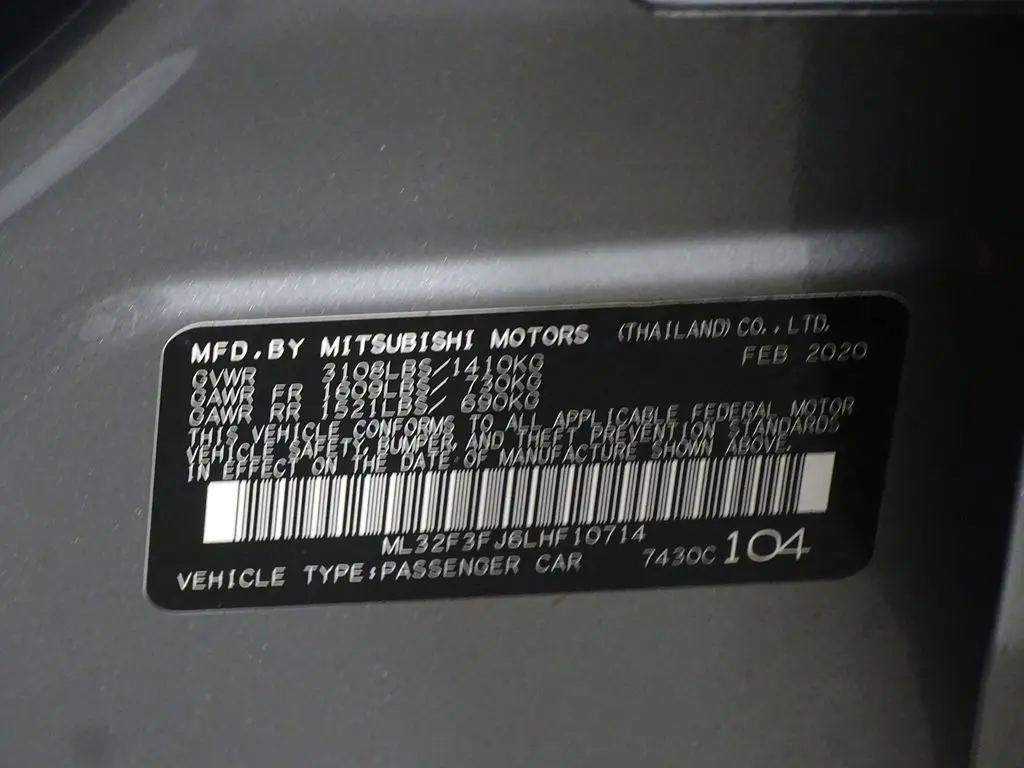 MFD. BY MITSUBISHI MOTORS (THAILAND) CO., LTD.
FEB 2020
GVWR 3108LBS/1410KG
GAWR FR 1609LBS/ 730KG
GAWR RR 1521LBS/ 690KG
THIS VEHICLE CONFORMS TO ALL APPLICABLE FEDERAL MOTOR
VEHICLE SAFETY, BUMPER, AND THEFT PREVENTION STANDARDS
IN EFFECT ON THE DATE OF MANUFACTURE SHOWN ABOVE.
ML32F3FJ6LHF10714
VEHICLE TYPE:PASSENGER CAR 7430C 104